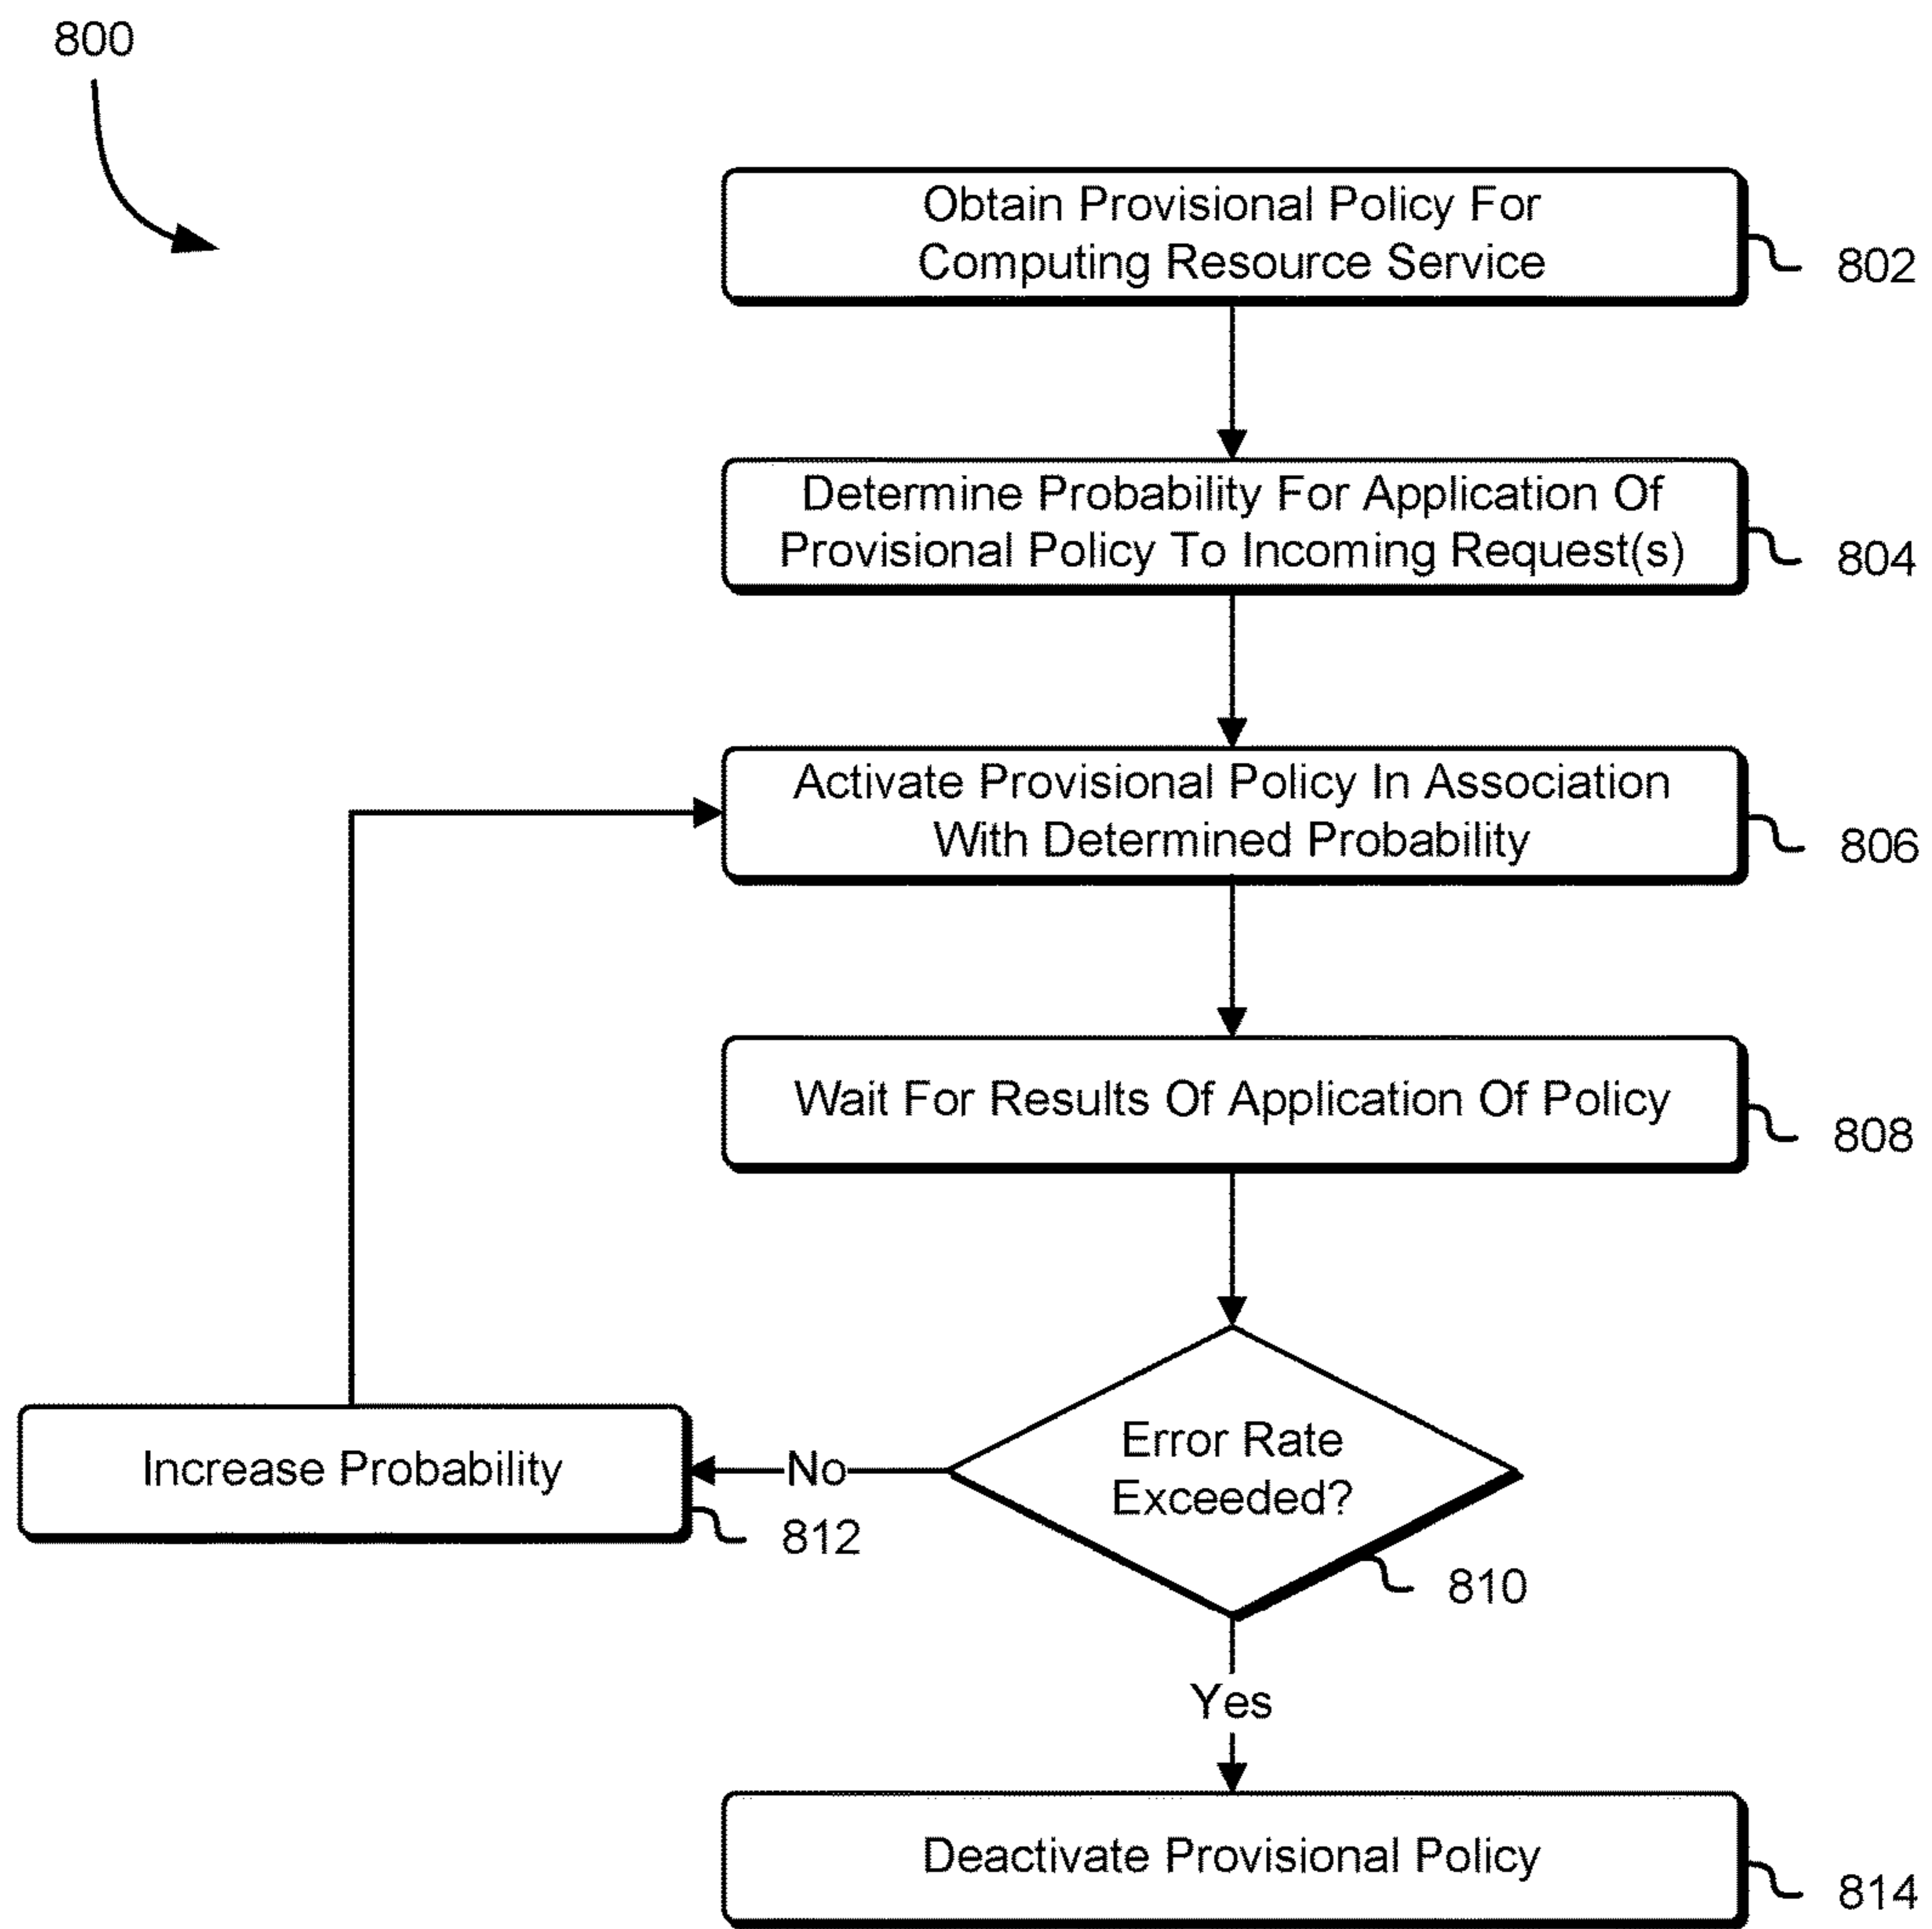 800
Obtain Provisional Policy For
Computing Resource Service
802
Determine Probability For Application Of
Provisional Policy To Incoming Request(s)
804
Activate Provisional Policy In Association
With Determined Probability
806
Wait For Results Of Application Of Policy
808
Error Rate
Exceeded?
810
No
Increase Probability
812
Yes
Deactivate Provisional Policy
814